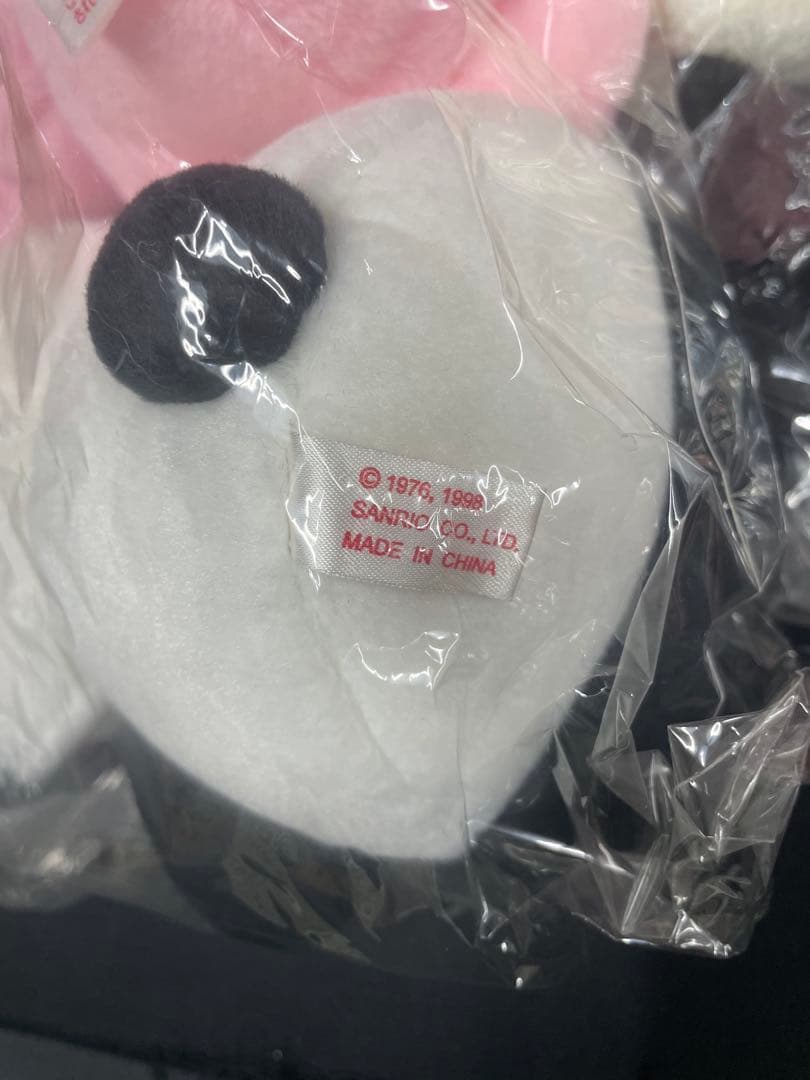 © 1976, 1998
SANRIO CO., LTD.
MADE IN CHINA